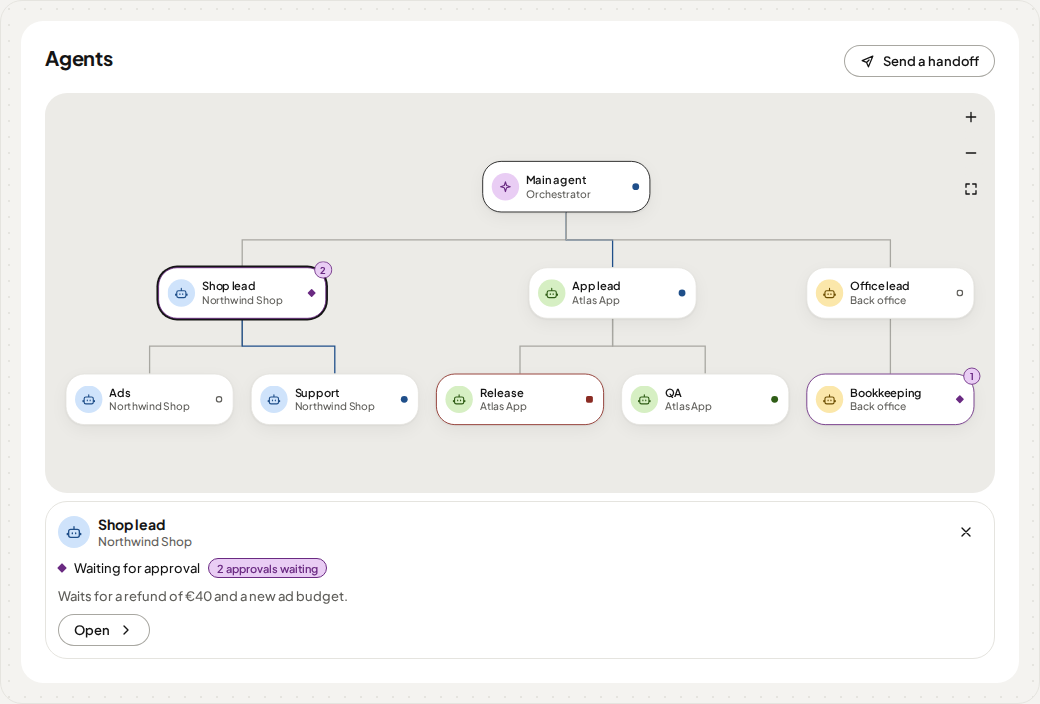 Agents
Send a handoff
Main agent
Orchestrator
2
Shop lead
Northwind Shop
App lead
Atlas App
Office lead
Back office
Ads
Northwind Shop
Support
Northwind Shop
Release
Atlas App
QA
Atlas App
1
Bookkeeping
Back office
Shop lead
Northwind Shop
Waiting for approval
2 approvals waiting
Waits for a refund of €40 and a new ad budget.
Open